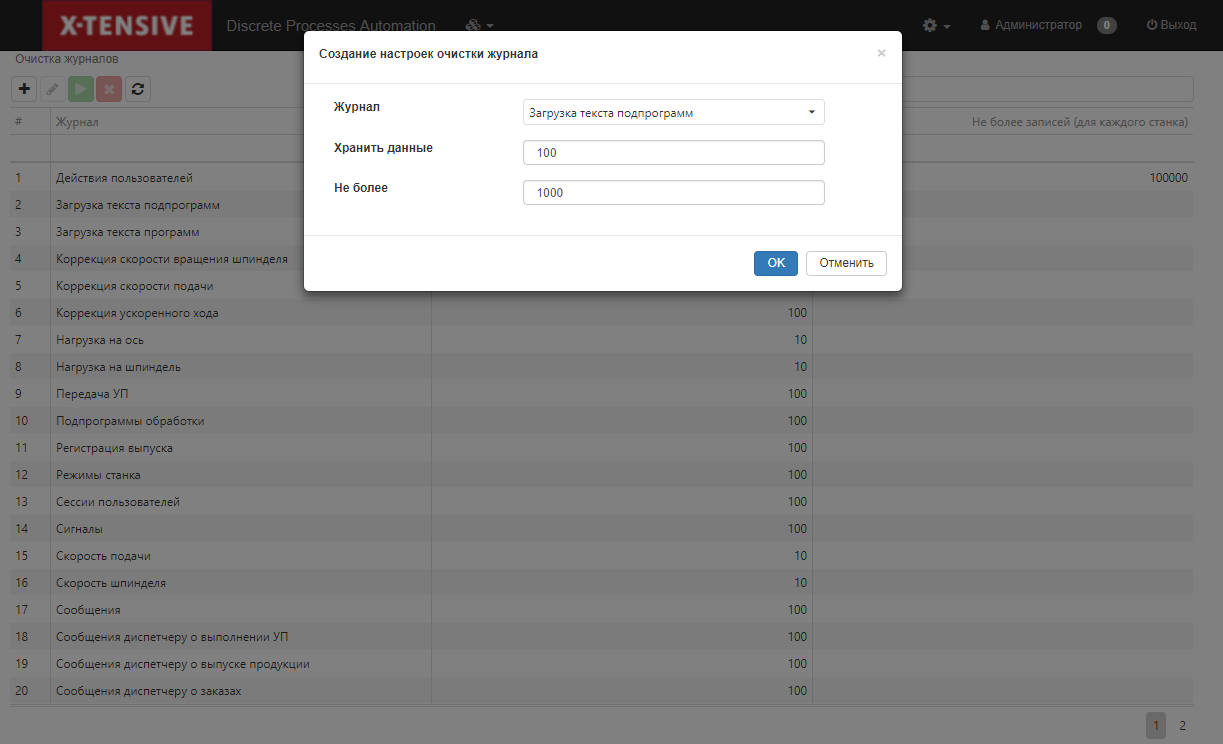 X-TENSIVE Discrete Processes Automation Администратор 0 Выход
Очистка журналов
Создание настроек очистки журнала ×
Журнал Загрузка текста подпрограмм
Хранить данные 100
Не более 1000
OK Отменить
# Журнал Не более записей (для каждого станка)
1 Действия пользователей 100000
2 Загрузка текста подпрограмм
3 Загрузка текста программ
4 Коррекция скорости вращения шпинделя
5 Коррекция скорости подачи
6 Коррекция ускоренного хода 100
7 Нагрузка на ось 10
8 Нагрузка на шпиндель 10
9 Передача УП 100
10 Подпрограммы обработки 100
11 Регистрация выпуска 100
12 Режимы станка 100
13 Сессии пользователей 100
14 Сигналы 100
15 Скорость подачи 10
16 Скорость шпинделя 10
17 Сообщения 100
18 Сообщения диспетчеру о выполнении УП 100
19 Сообщения диспетчеру о выпуске продукции 100
20 Сообщения диспетчеру о заказах 100
1 2